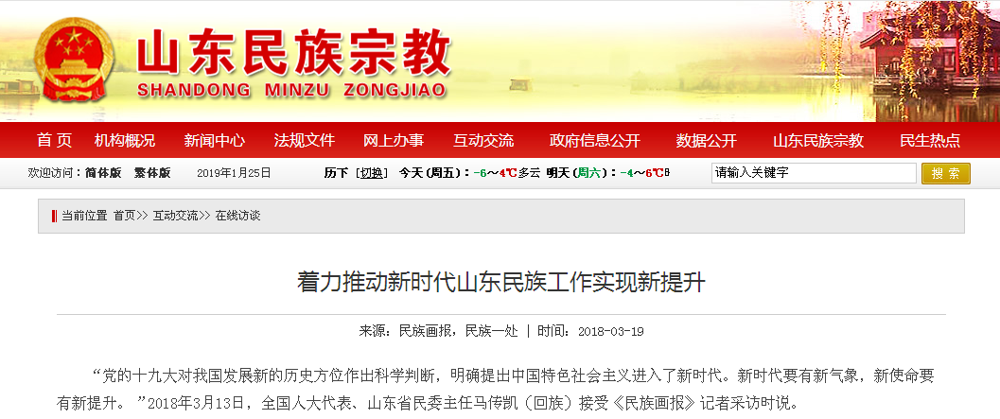 山东民族宗教
SHANDONG MINZU ZONGJIAO
首 页 机构概况 新闻中心 法规文件 网上办事 互动交流 政府信息公开 数据公开 山东民族宗教 民生热点
欢迎访问：简体版 繁体版 2019年1月25日 历下 [切换] 今天(周五)：-6～4℃多云 明天(周六)：-4～6℃ 请输入关键字 搜 索
当前位置 首页>> 互动交流>> 在线访谈
着力推动新时代山东民族工作实现新提升
来源：民族画报，民族一处 | 时间：2018-03-19
“党的十九大对我国发展新的历史方位作出科学判断，明确提出中国特色社会主义进入了新时代。新时代要有新气象，新使命要
有新提升。”2018年3月13日，全国人大代表、山东省民委主任马传凯（回族）接受《民族画报》记者采访时说。